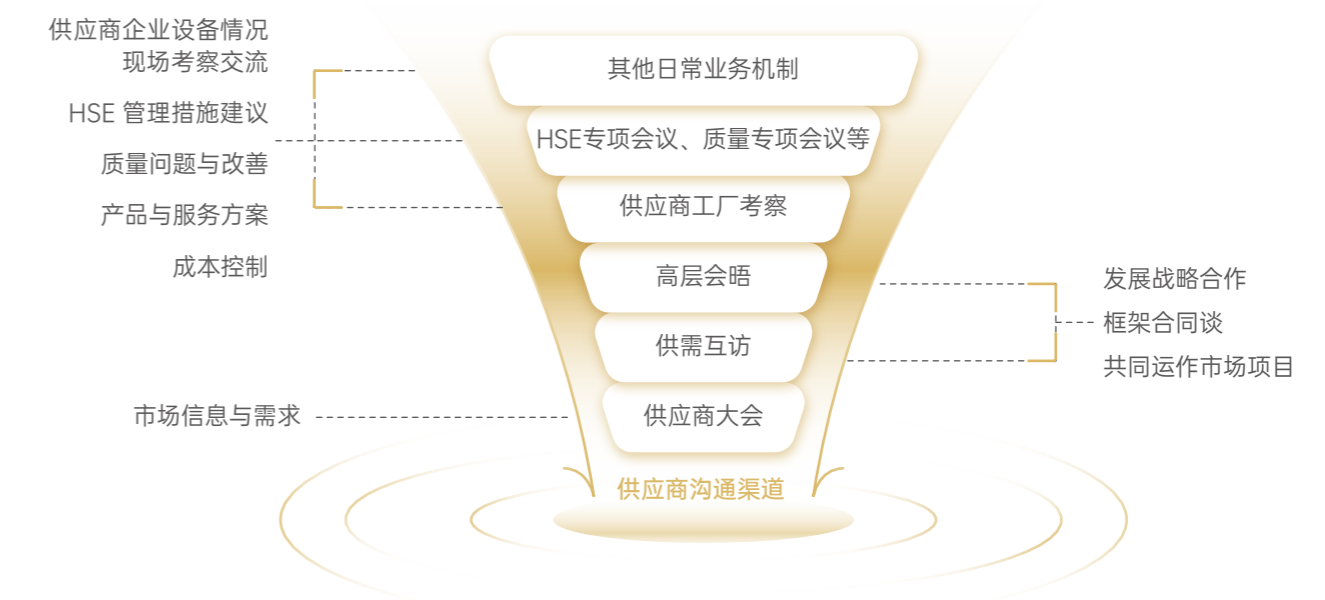 供应商企业设备情况
现场考察交流
HSE 管理措施建议
质量问题与改善
产品与服务方案
成本控制
市场信息与需求
其他日常业务机制
HSE专项会议、质量专项会议等
供应商工厂考察
高层会晤
供需互访
供应商大会
供应商沟通渠道
发展战略合作
框架合同谈
共同运作市场项目